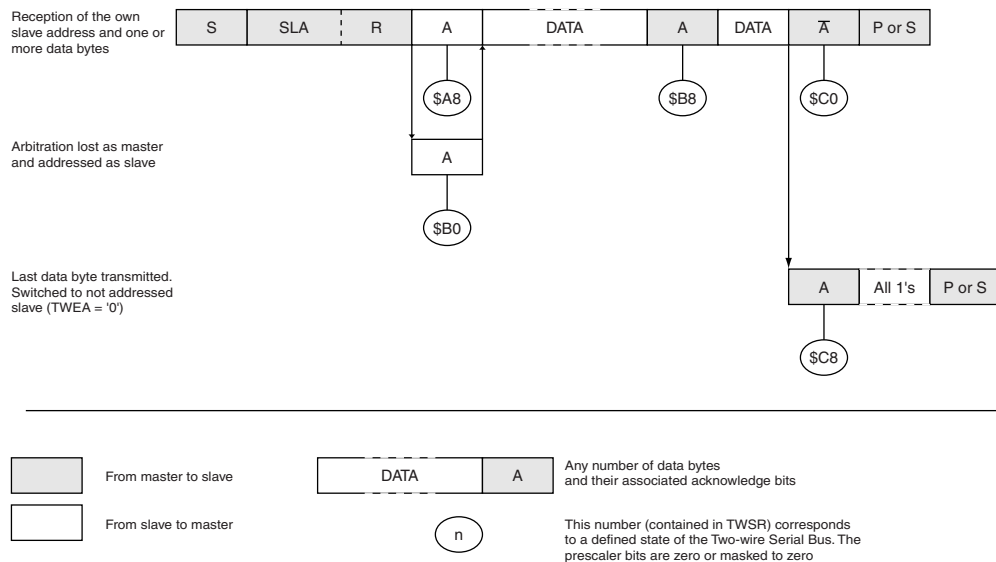 Reception of the own
slave address and one or
more data bytes
S SLA R A DATA A DATA A̅ P or S
$A8 $B8 $C0
Arbitration lost as master
and addressed as slave
A
$B0
Last data byte transmitted.
Switched to not addressed
slave (TWEA = '0')
A All 1's P or S
$C8
From master to slave
DATA A
Any number of data bytes
and their associated acknowledge bits
From slave to master
n
This number (contained in TWSR) corresponds
to a defined state of the Two-wire Serial Bus. The
prescaler bits are zero or masked to zero